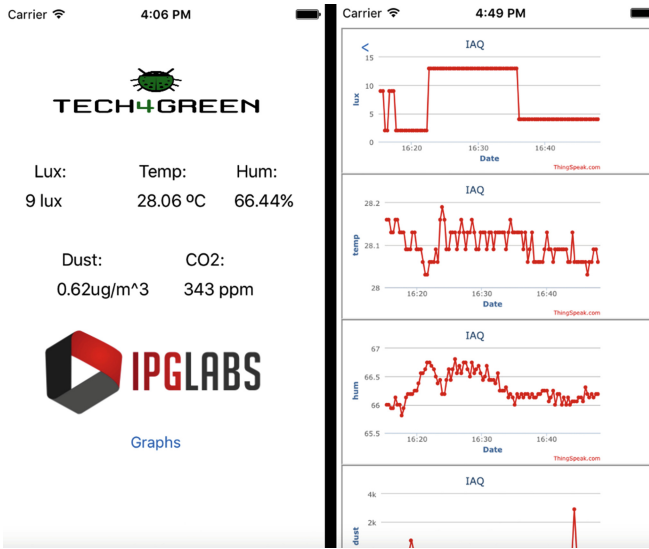 Carrier 4:06 PM
TECH4GREEN
Lux: Temp: Hum:
9 lux 28.06 ºC 66.44%
Dust: CO2:
0.62ug/m^3 343 ppm
IPGLABS
Graphs
Carrier 4:49 PM
<
IAQ
15
10
5
0
lux
16:20 16:30 16:40
Date
ThingSpeak.com
IAQ
28.2
28.1
28
temp
16:20 16:30 16:40
Date
ThingSpeak.com
IAQ
67
66.5
66
65.5
hum
16:20 16:30 16:40
Date
ThingSpeak.com
IAQ
4k
2k
dust